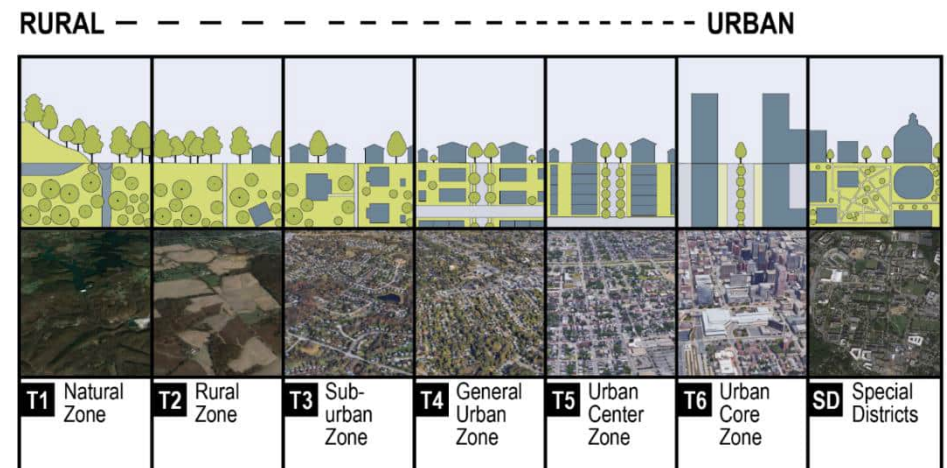 RURAL URBAN
T1 Natural
Zone
T2 Rural
Zone
T3 Sub-
urban
Zone
T4 General
Urban
Zone
T5 Urban
Center
Zone
T6 Urban
Core
Zone
SD Special
Districts